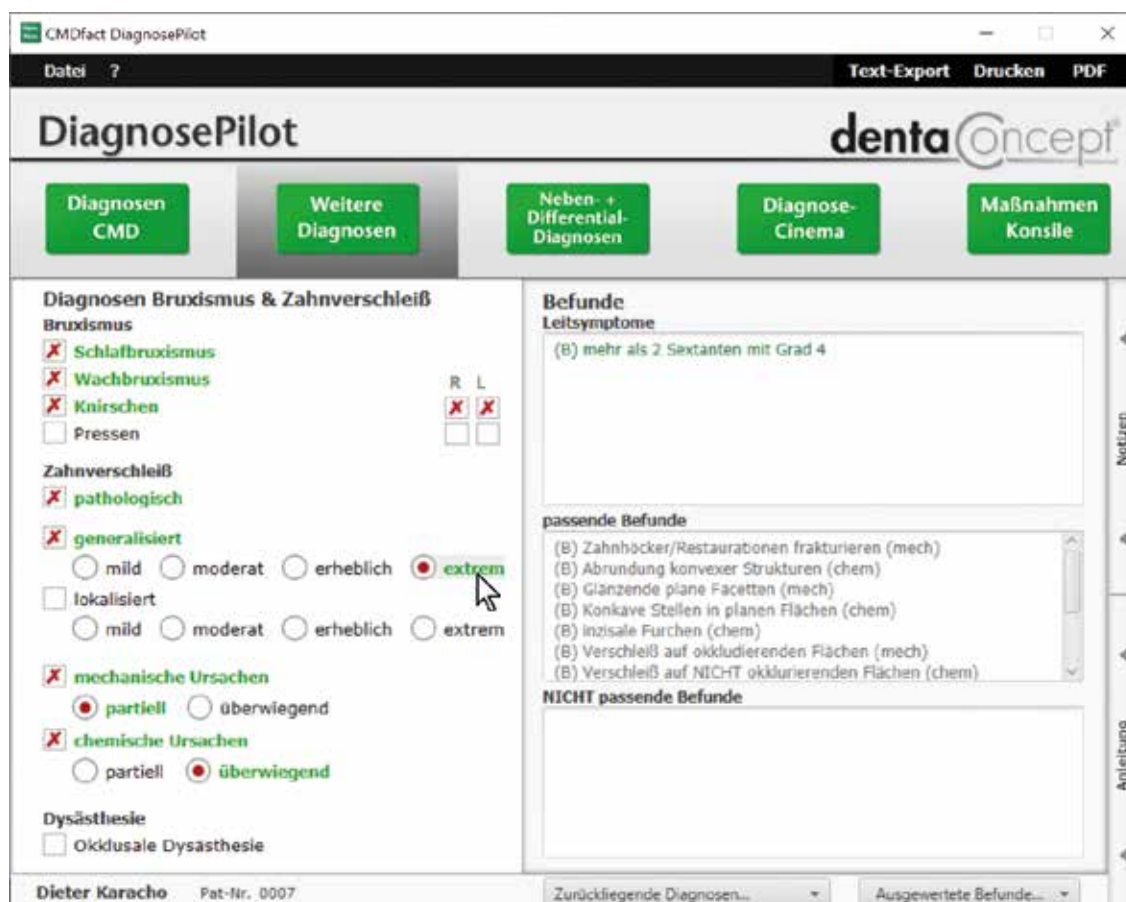 CMDfact DiagnosePilot
Datei ? Text-Export Drucken PDF
DiagnosePilot dentaConcept®
Diagnosen CMD
Weitere Diagnosen
Neben- + Differential-Diagnosen
Diagnose-Cinema
Maßnahmen Konsile
Diagnosen Bruxismus & Zahnverschleiß
Bruxismus
Schlafbruxismus
Wachbruxismus
R L
Knirschen
Pressen
Zahnverschleiß
pathologisch
generalisiert
mild moderat erheblich extrem
lokalisiert
mild moderat erheblich extrem
mechanische Ursachen
partiell überwiegend
chemische Ursachen
partiell überwiegend
Dysästhesie
Okklusale Dysästhesie
Befunde
Leitsymptome
(B) mehr als 2 Sextanten mit Grad 4
passende Befunde
(B) Zahnhöcker/Restaurationen frakturieren (mech)
(B) Abrundung konvexer Strukturen (chem)
(B) Glänzende plane Facetten (mech)
(B) Konkave Stellen in planen Flächen (chem)
(B) inzisale Furchen (chem)
(B) Verschleiß auf okkludierenden Flächen (mech)
(B) Verschleiß auf NICHT okklurierenden Flächen (chem)
NICHT passende Befunde
Notizen
Anleitung
Dieter Karacho Pat-Nr. 0007
Zurückliegende Diagnosen... Ausgewertete Befunde...